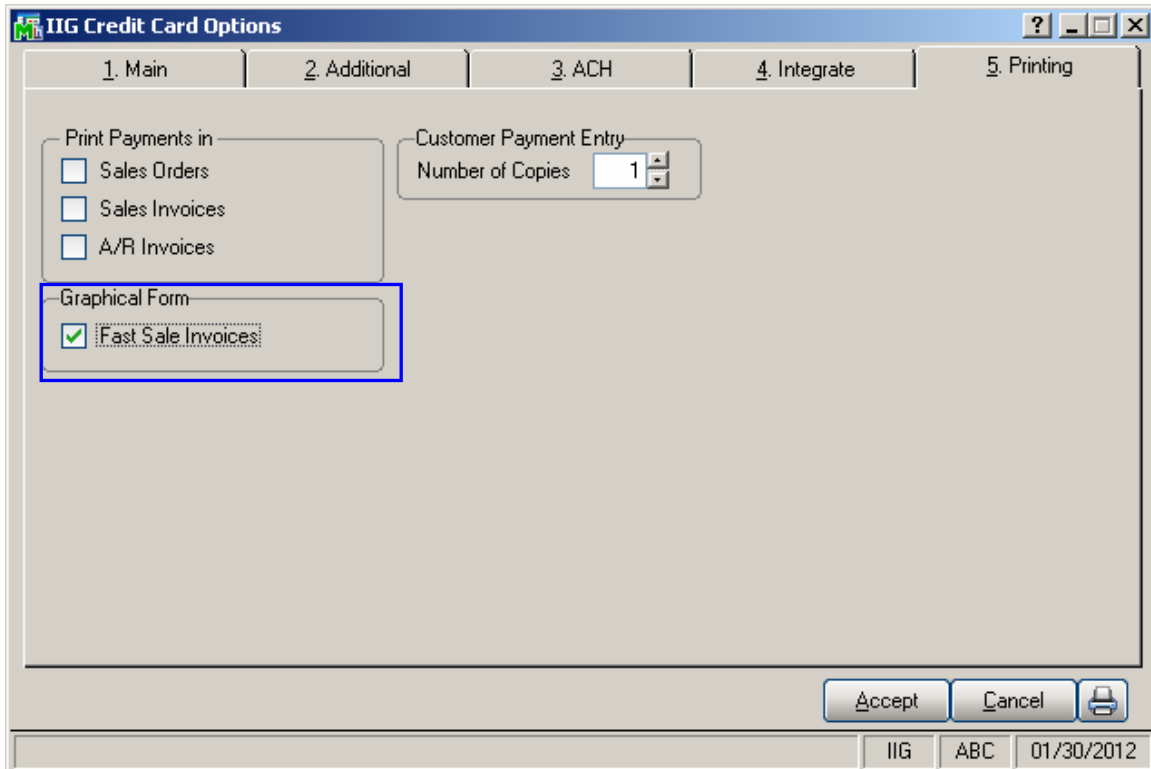 IIG Credit Card Options
1. Main
2. Additional
3. ACH
4. Integrate
5. Printing
Print Payments in
Sales Orders
Sales Invoices
A/R Invoices
Customer Payment Entry
Number of Copies 1
Graphical Form
Fast Sale Invoices
Accept
Cancel
IIG
ABC
01/30/2012